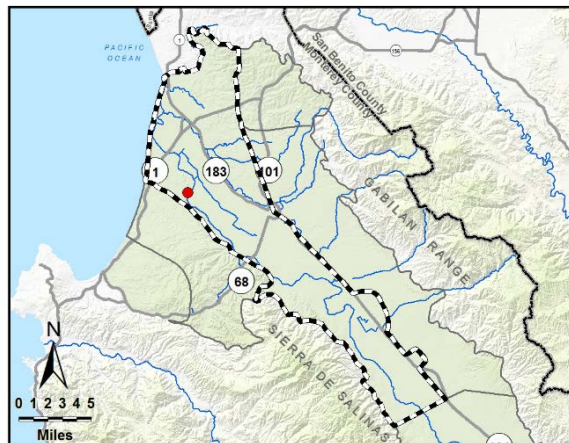 1
156
PACIFIC
OCEAN
San Benito County
Monterey County
1
183
101
GABILAN RANGE
68
N
SIERRA DE SALINAS
0 1 2 3 4 5
Miles